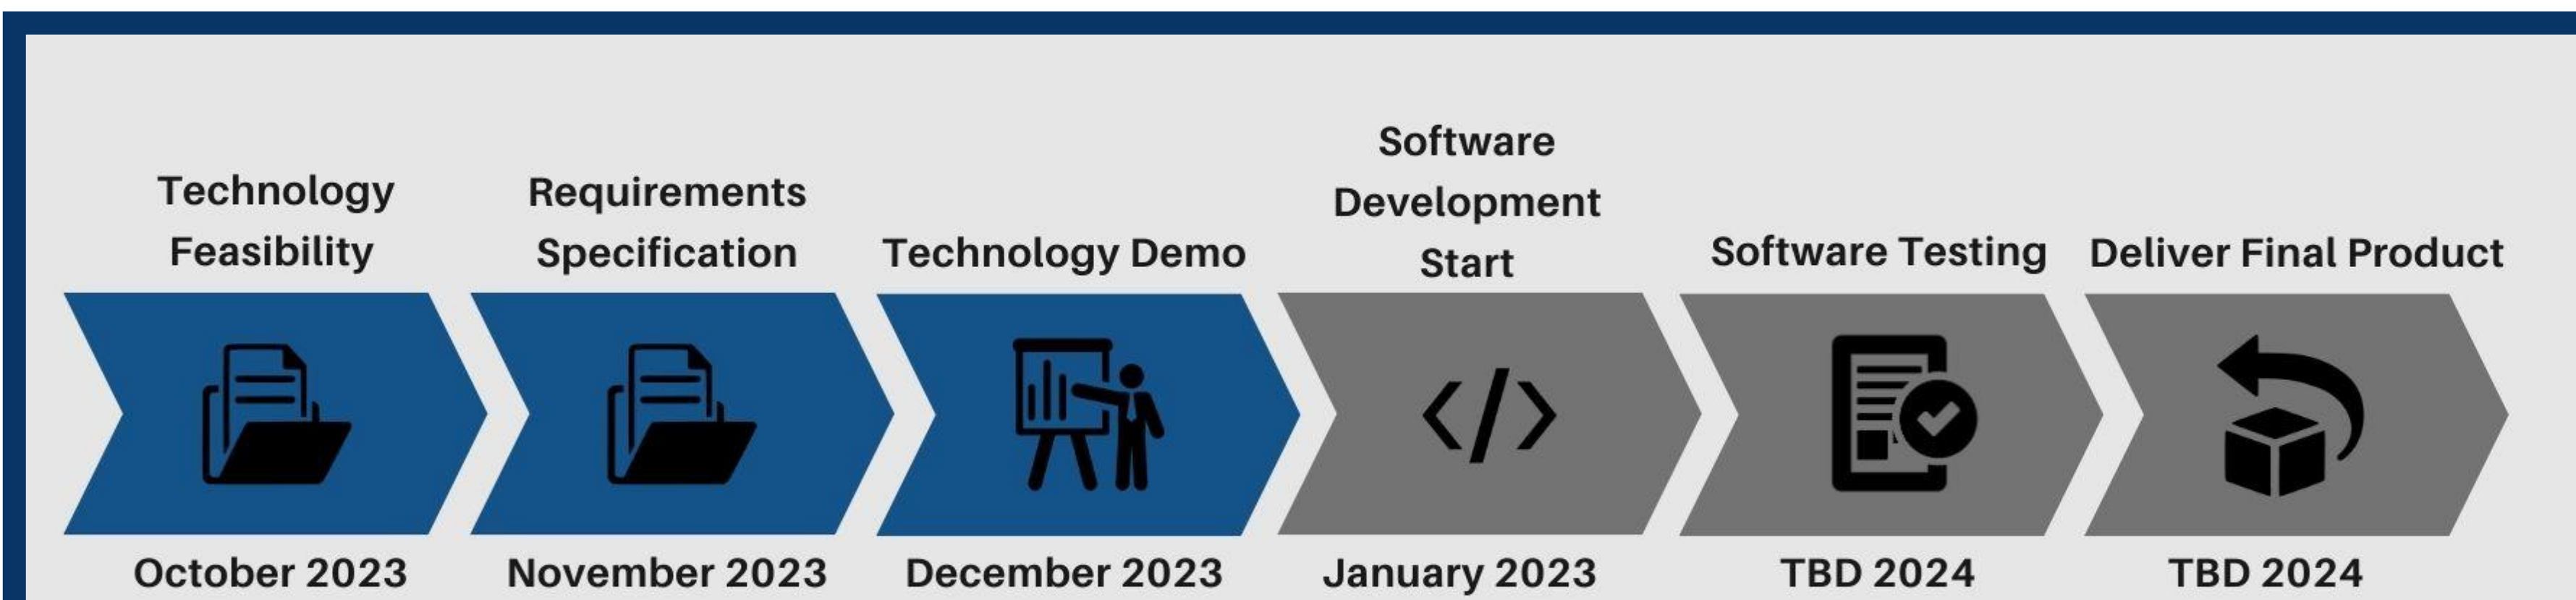 Technology
Feasibility
Requirements
Specification
Technology Demo
Software
Development
Start
Software Testing
Deliver Final Product
October 2023
November 2023
December 2023
January 2023
TBD 2024
TBD 2024